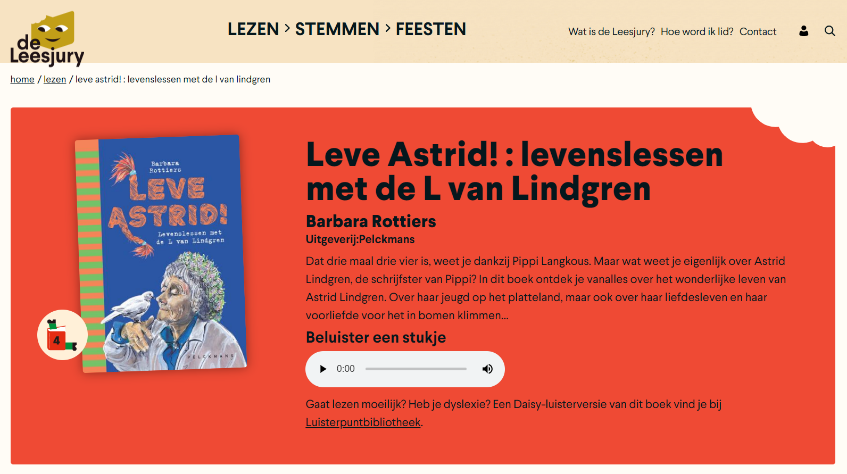 de
Leesjury
LEZEN > STEMMEN > FEESTEN
Wat is de Leesjury? Hoe word ik lid? Contact
home / lezen / leve astrid! : levenslessen met de l van lindgren
Barbara
Rottiers
LEVE
ASTRID!
Levenslessen met
de L van Lindgren
PELCKMANS
4
Leve Astrid! : levenslessen
met de L van Lindgren
Barbara Rottiers
Uitgeverij:Pelckmans
Dat drie maal drie vier is, weet je dankzij Pippi Langkous. Maar wat weet je eigenlijk over Astrid
Lindgren, de schrijfster van Pippi? In dit boek ontdek je vanalles over het wonderlijke leven van
Astrid Lindgren. Over haar jeugd op het platteland, maar ook over haar liefdesleven en haar
voorliefde voor het in bomen klimmen...
Beluister een stukje
0:00
Gaat lezen moeilijk? Heb je dyslexie? Een Daisy-luisterversie van dit boek vind je bij
Luisterpuntbibliotheek.